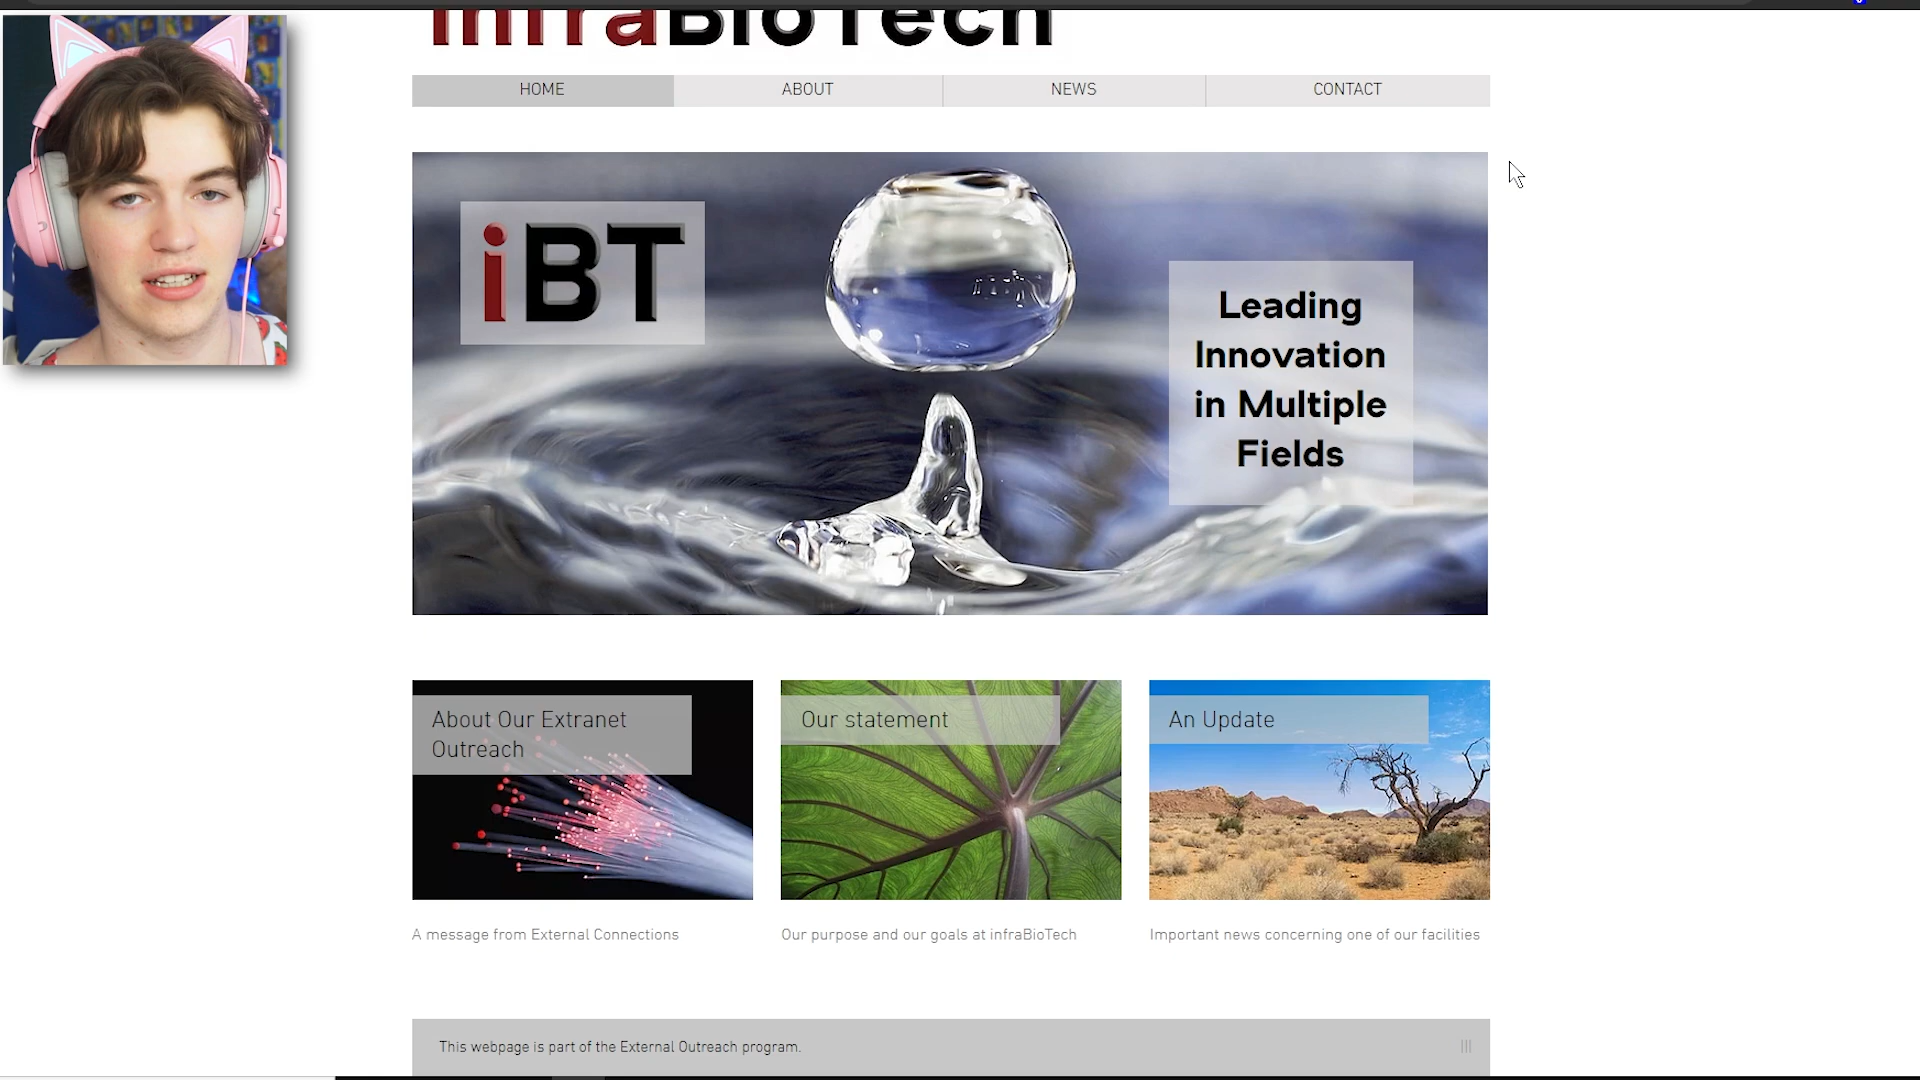 infraBioTech
HOME ABOUT NEWS CONTACT
iBT
Leading
Innovation
in Multiple
Fields
About Our Extranet
Outreach
Our statement
An Update
A message from External Connections
Our purpose and our goals at infraBioTech
Important news concerning one of our facilities
This webpage is part of the External Outreach program.